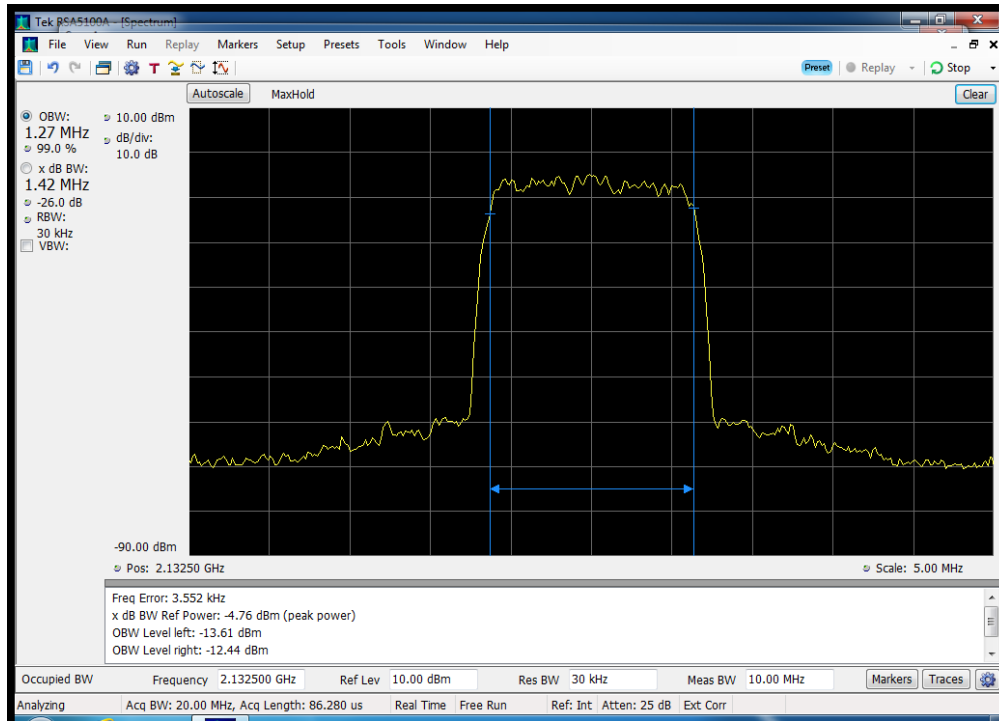 Tek RSA5100A - [Spectrum]
File View Run Replay Markers Setup Presets Tools Window Help
T Preset Replay Stop
Autoscale MaxHold Clear
OBW:
1.27 MHz
99.0 %
x dB BW:
1.42 MHz
-26.0 dB
RBW:
30 kHz
VBW:
10.00 dBm
dB/div:
10.0 dB
-90.00 dBm
Pos: 2.13250 GHz Scale: 5.00 MHz
Freq Error: 3.552 kHz
x dB BW Ref Power: -4.76 dBm (peak power)
OBW Level left: -13.61 dBm
OBW Level right: -12.44 dBm
Occupied BW Frequency 2.132500 GHz Ref Lev 10.00 dBm Res BW 30 kHz Meas BW 10.00 MHz Markers Traces
Analyzing Acq BW: 20.00 MHz, Acq Length: 86.280 us Real Time Free Run Ref: Int Atten: 25 dB Ext Corr